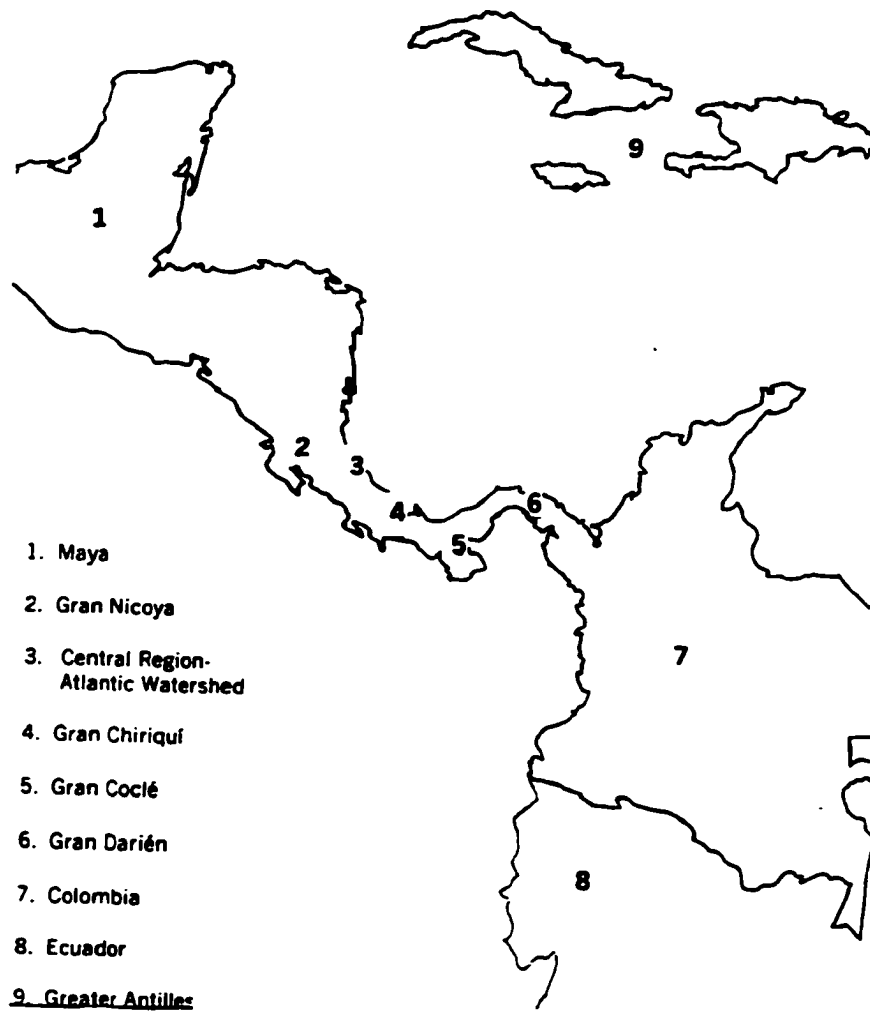 9
1
2
3
4
6
5
7
8
1. Maya
2. Gran Nicoya
3. Central Region-
Atlantic Watershed
4. Gran Chiriquí
5. Gran Coclé
6. Gran Darién
7. Colombia
8. Ecuador
9. Greater Antilles